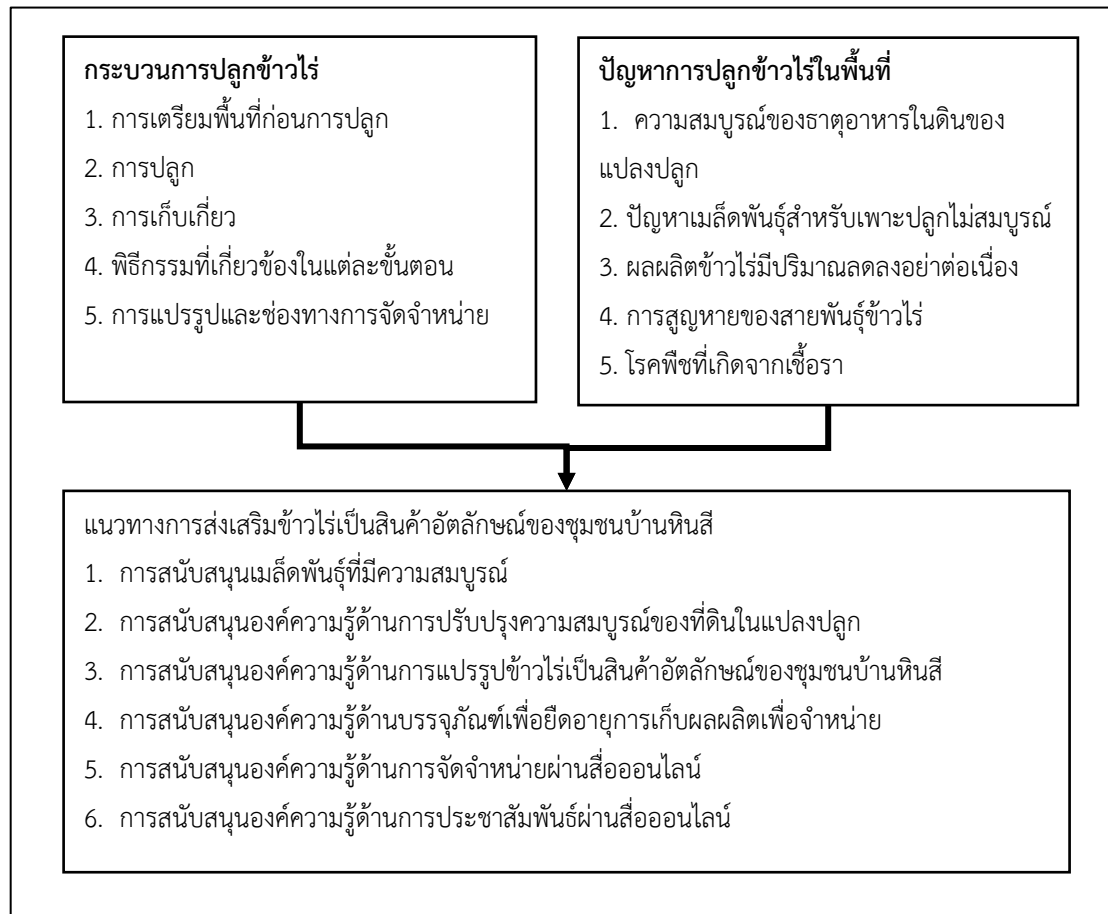 กระบวนการปลูกข้าวไร่
1. การเตรียมพื้นที่ก่อนการปลูก
2. การปลูก
3. การเก็บเกี่ยว
4. พิธีกรรมที่เกี่ยวข้องในแต่ละขั้นตอน
5. การแปรรูปและช่องทางการจัดจำหน่าย
ปัญหาการปลูกข้าวไร่ในพื้นที่
1. ความสมบูรณ์ของธาตุอาหารในดินของ
แปลงปลูก
2. ปัญหาเมล็ดพันธุ์สำหรับเพาะปลูกไม่สมบูรณ์
3. ผลผลิตข้าวไร่มีปริมาณลดลงอย่าต่อเนื่อง
4. การสูญหายของสายพันธุ์ข้าวไร่
5. โรคพืชที่เกิดจากเชื้อรา
แนวทางการส่งเสริมข้าวไร่เป็นสินค้าอัตลักษณ์ของชุมชนบ้านหินสี
1. การสนับสนุนเมล็ดพันธุ์ที่มีความสมบูรณ์
2. การสนับสนุนองค์ความรู้ด้านการปรับปรุงความสมบูรณ์ของที่ดินในแปลงปลูก
3. การสนับสนุนองค์ความรู้ด้านการแปรรูปข้าวไร่เป็นสินค้าอัตลักษณ์ของชุมชนบ้านหินสี
4. การสนับสนุนองค์ความรู้ด้านบรรจุภัณฑ์เพื่อยืดอายุการเก็บผลผลิตเพื่อจำหน่าย
5. การสนับสนุนองค์ความรู้ด้านการจัดจำหน่ายผ่านสื่อออนไลน์
6. การสนับสนุนองค์ความรู้ด้านการประชาสัมพันธ์ผ่านสื่อออนไลน์